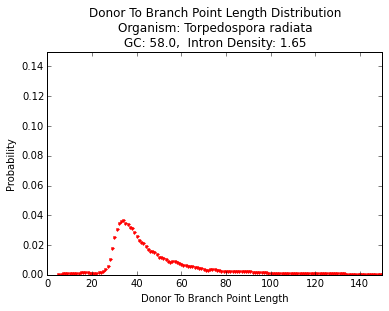 Donor To Branch Point Length Distribution
Organism: Torpedospora radiata
GC: 58.0,  Intron Density: 1.65
0.14
0.12
0.10
0.08
0.06
0.04
0.02
0.00
Probability
0 20 40 60 80 100 120 140
Donor To Branch Point Length